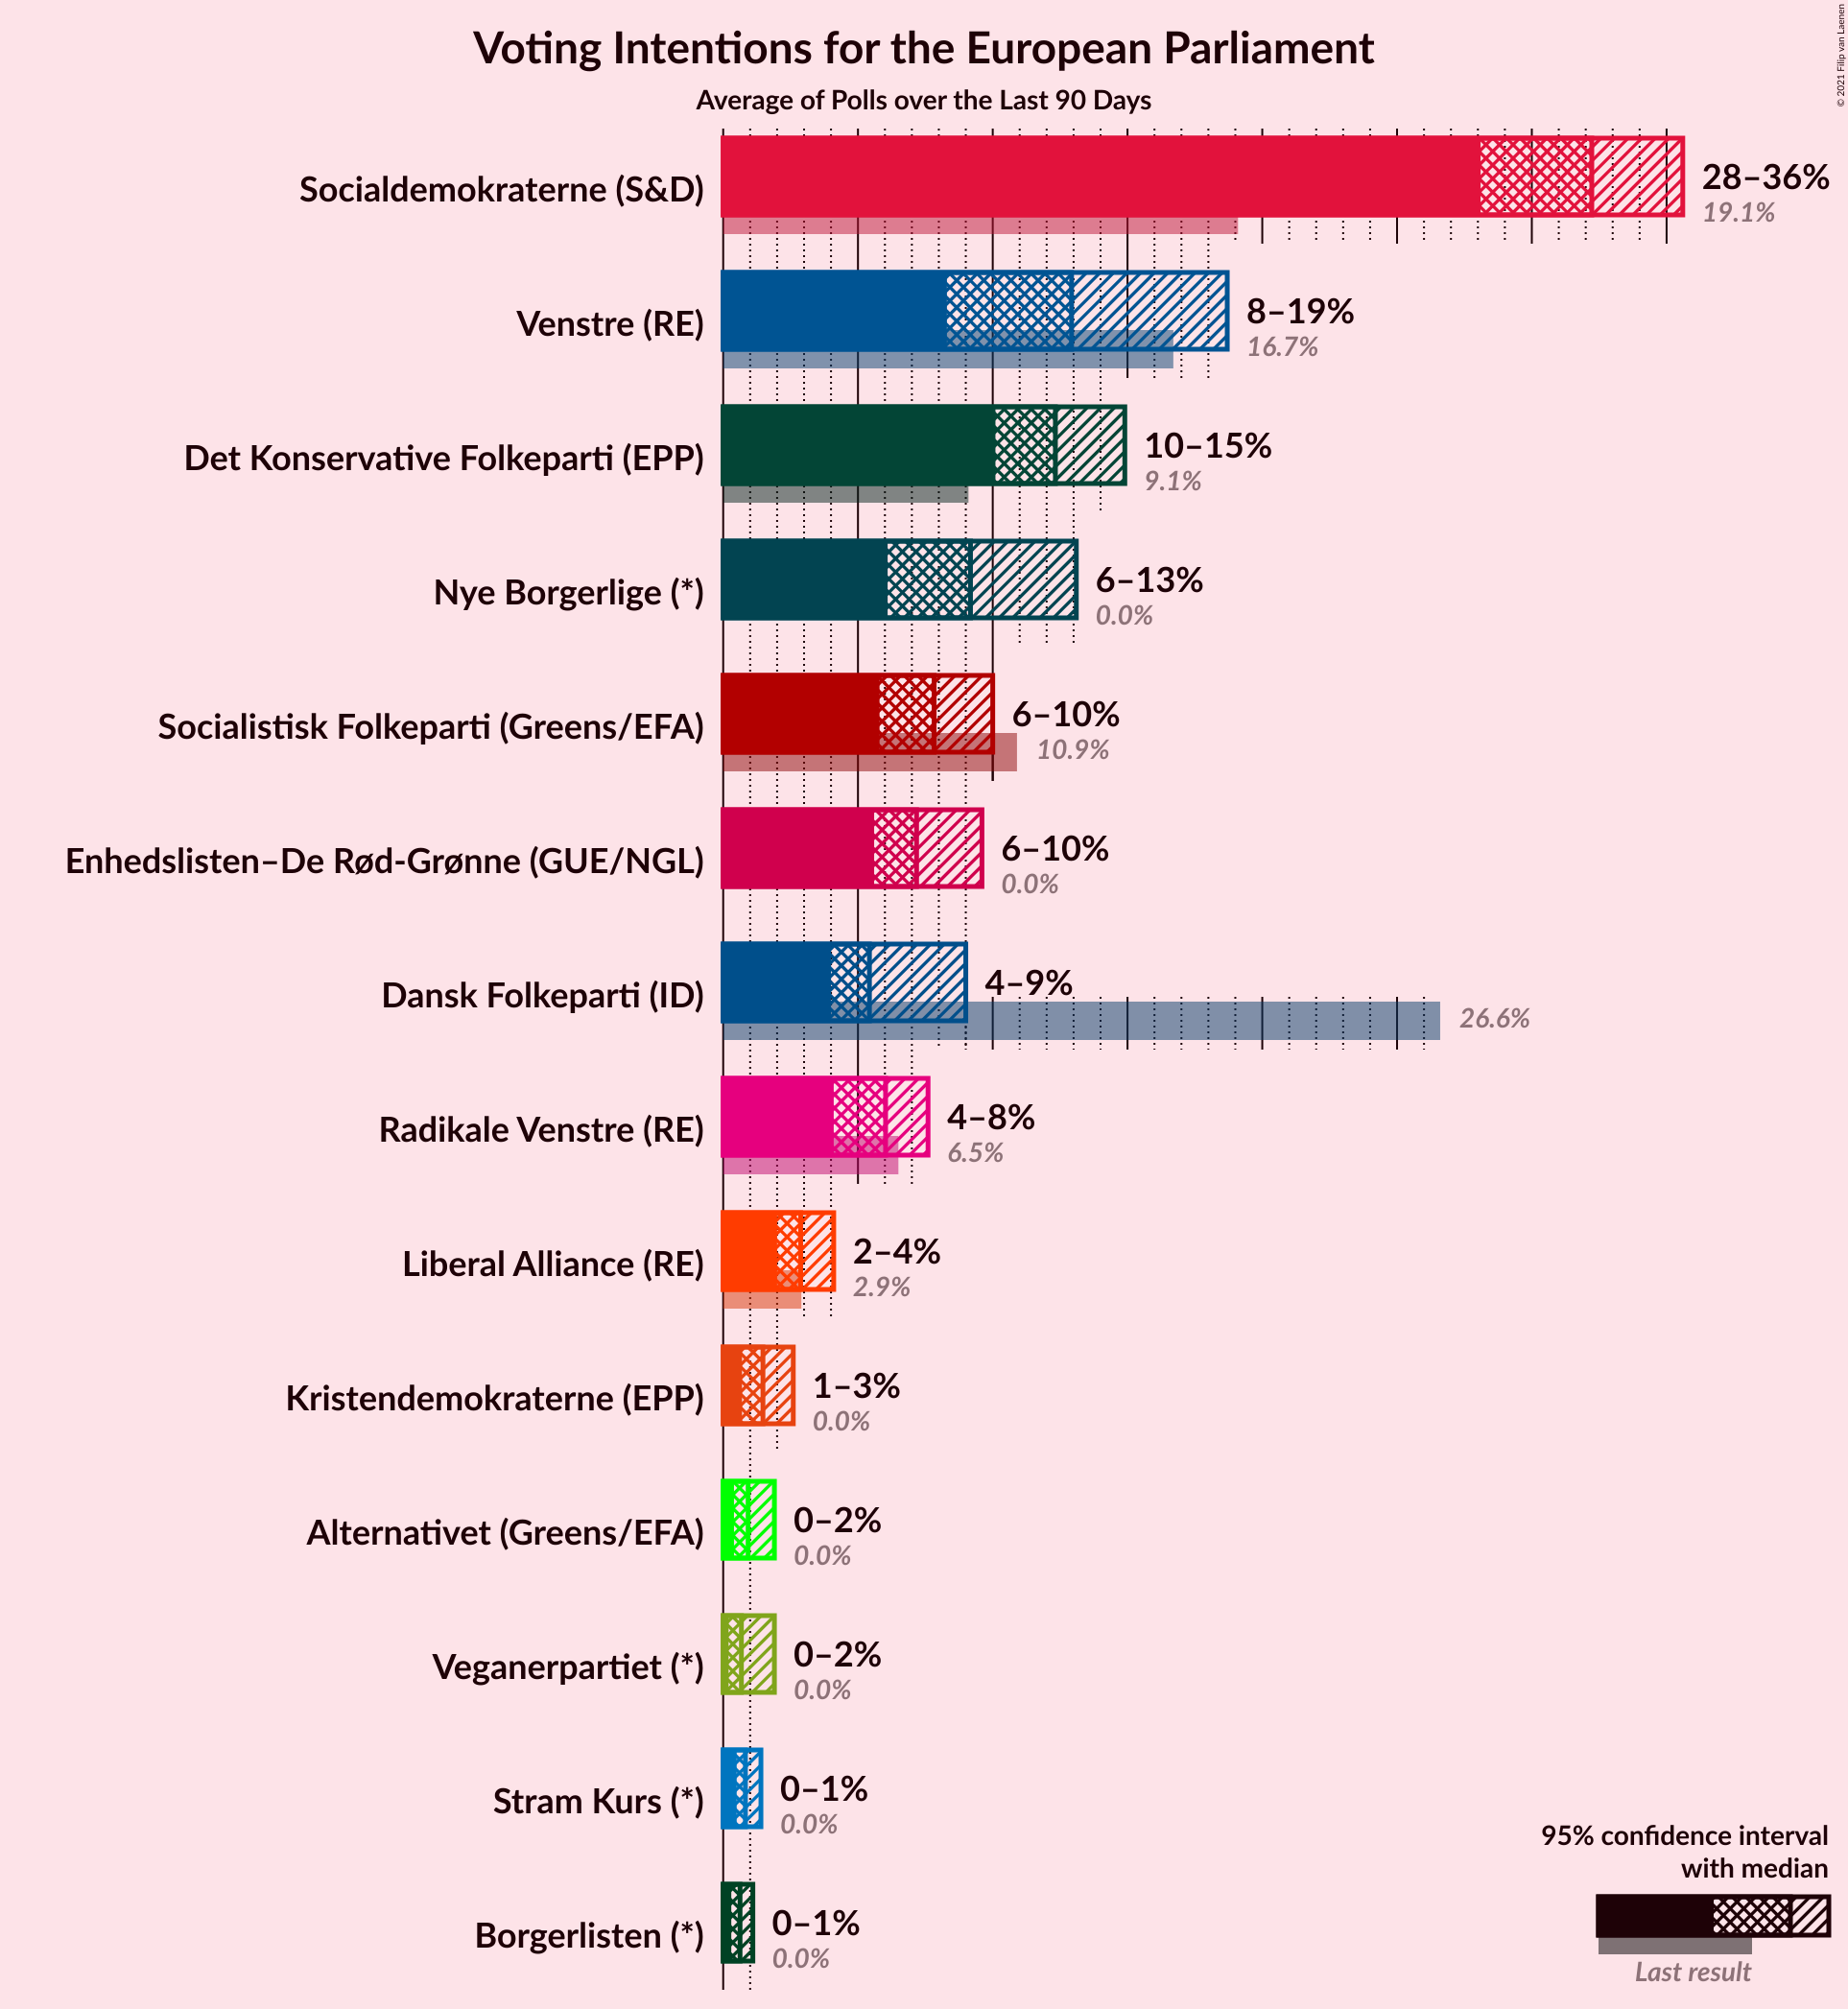 © 2021 Filip van Laenen
Voting Intentions for the European Parliament
Average of Polls over the Last 90 Days
Socialdemokraterne (S&D)
28–36%
19.1%
Venstre (RE)
8–19%
16.7%
Det Konservative Folkeparti (EPP)
10–15%
9.1%
Nye Borgerlige (*)
6–13%
0.0%
Socialistisk Folkeparti (Greens/EFA)
6–10%
10.9%
Enhedslisten–De Rød-Grønne (GUE/NGL)
6–10%
0.0%
Dansk Folkeparti (ID)
4–9%
26.6%
Radikale Venstre (RE)
4–8%
6.5%
Liberal Alliance (RE)
2–4%
2.9%
Kristendemokraterne (EPP)
1–3%
0.0%
Alternativet (Greens/EFA)
0–2%
0.0%
Veganerpartiet (*)
0–2%
0.0%
Stram Kurs (*)
0–1%
0.0%
Borgerlisten (*)
0–1%
0.0%
95% confidence interval
with median
Last result